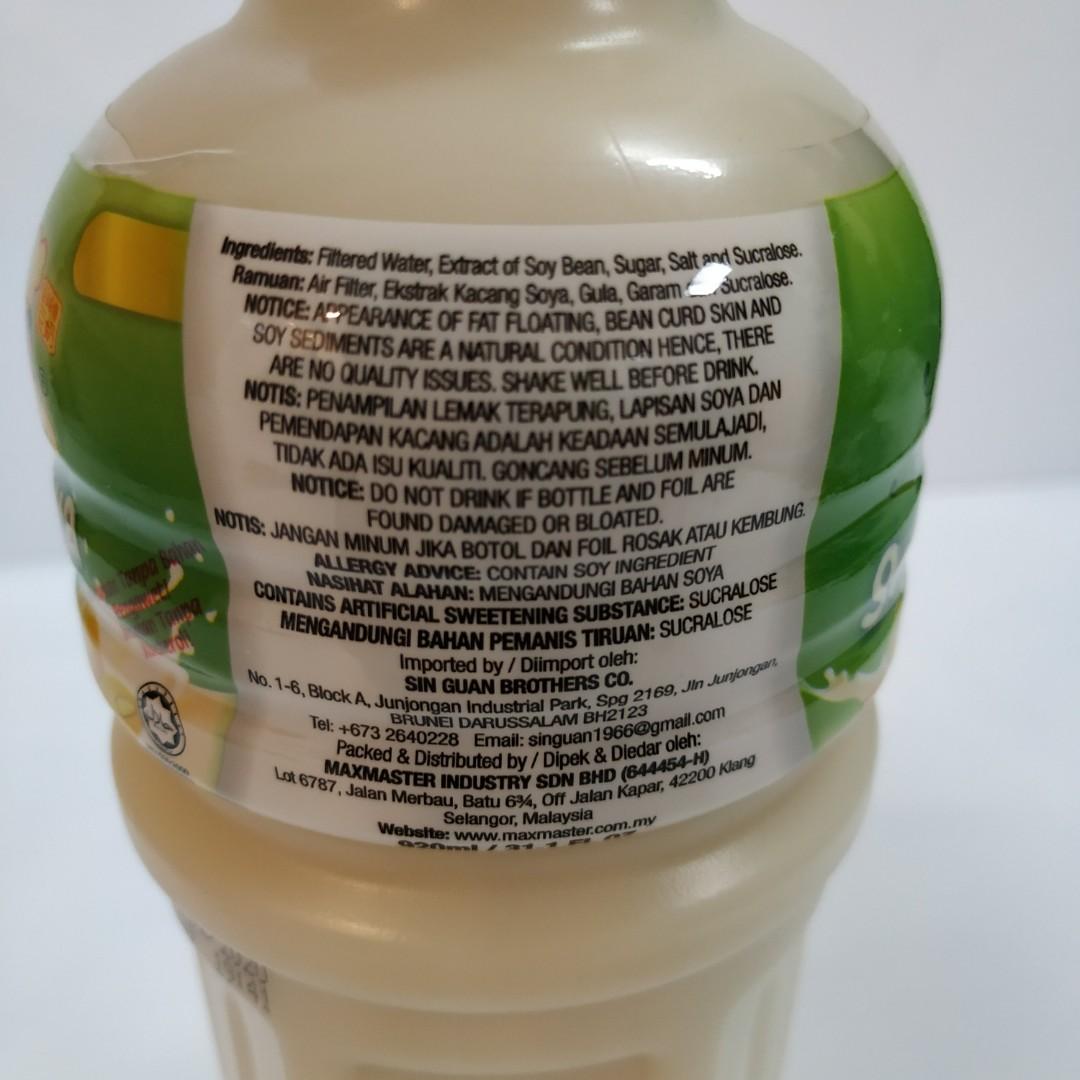 Ingredients: Filtered Water, Extract of Soy Bean, Sugar, Salt and Sucralose.
Ramuan: Air Filter, Ekstrak Kacang Soya, Gula, Garam Sucralose.
NOTICE: APPEARANCE OF FAT FLOATING, BEAN CURD SKIN AND
SOY SEDIMENTS ARE A NATURAL CONDITION HENCE, THERE
ARE NO QUALITY ISSUES. SHAKE WELL BEFORE DRINK.
NOTIS: PENAMPILAN LEMAK TERAPUNG, LAPISAN SOYA DAN
PEMENDAPAN KACANG ADALAH KEADAAN SEMULAJADI,
TIDAK ADA ISU KUALITI. GONCANG SEBELUM MINUM.
NOTICE: DO NOT DRINK IF BOTTLE AND FOIL ARE
FOUND DAMAGED OR BLOATED.
NOTIS: JANGAN MINUM JIKA BOTOL DAN FOIL ROSAK ATAU KEMBUNG.
ALLERGY ADVICE: CONTAIN SOY INGREDIENT
NASIHAT ALAHAN: MENGANDUNGI BAHAN SOYA
CONTAINS ARTIFICIAL SWEETENING SUBSTANCE: SUCRALOSE
MENGANDUNGI BAHAN PEMANIS TIRUAN: SUCRALOSE
Imported by / Diimport oleh:
SIN GUAN BROTHERS CO.
No. 1-6, Block A, Junjongan Industrial Park, Spg 2169, Jln Junjongan,
BRUNEI DARUSSALAM BH2123
Tel: +673 2640228 Email: singuan1966@gmail.com
Packed & Distributed by / Dipek & Diedar oleh:
MAXMASTER INDUSTRY SDN BHD (644454-H)
Lot 6787, Jalan Merbau, Batu 6¾, Off Jalan Kapar, 42200 Klang
Selangor, Malaysia
Website: www.maxmaster.com.my
920ml / 31.1 FL OZ
Tanpa Bahan
Tanpa